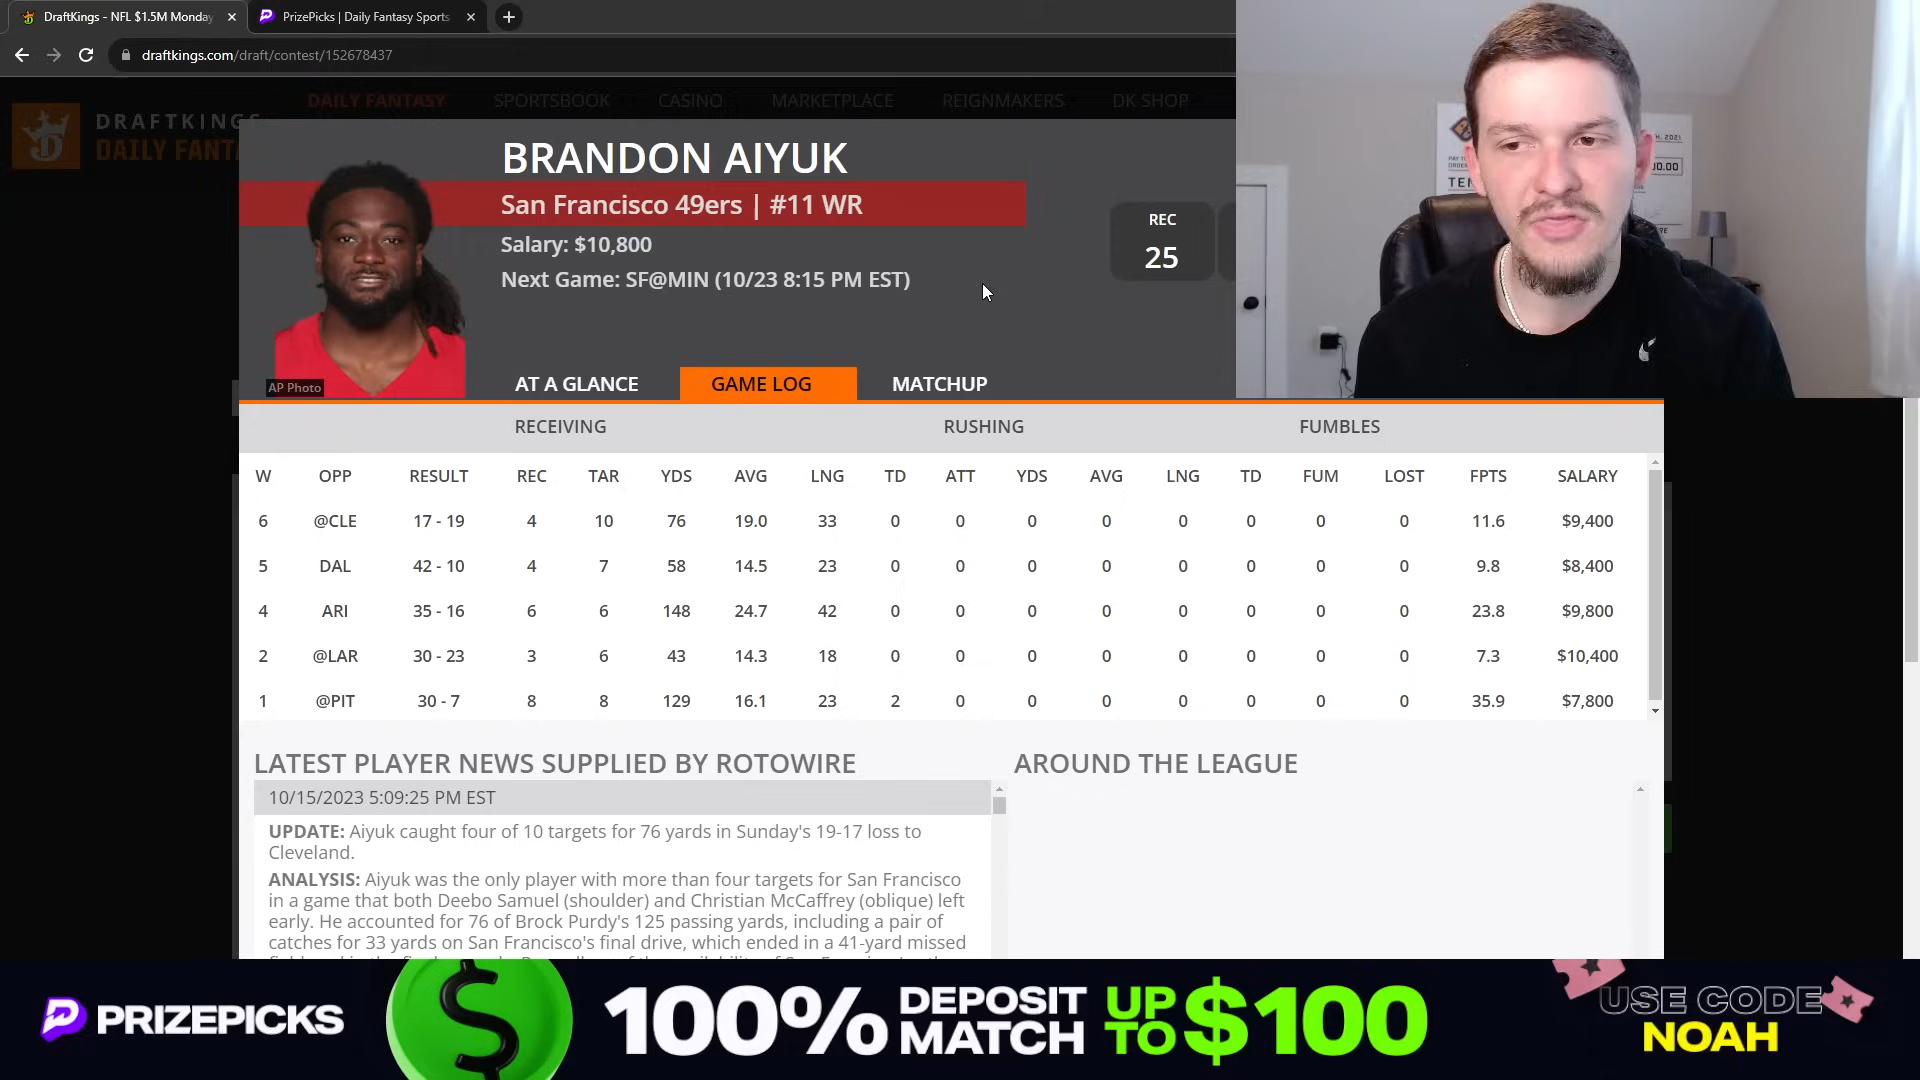 DraftKings - NFL $1.5M Monday
PrizePicks | Daily Fantasy Sports
draftkings.com/draft/contest/152678437
DAILY FANTASY SPORTSBOOK CASINO MARKETPLACE REIGNMAKERS DK SHOP
DRAFTKINGS
DAILY FANTA
BRANDON AIYUK
San Francisco 49ers | #11 WR
Salary: $10,800
Next Game: SF@MIN (10/23 8:15 PM EST)
REC
25
AP Photo
AT A GLANCE GAME LOG MATCHUP
RECEIVING RUSHING FUMBLES
W OPP RESULT REC TAR YDS AVG LNG TD ATT YDS AVG LNG TD FUM LOST FPTS SALARY
6 @CLE 17 - 19 4 10 76 19.0 33 0 0 0 0 0 0 0 0 11.6 $9,400
5 DAL 42 - 10 4 7 58 14.5 23 0 0 0 0 0 0 0 0 9.8 $8,400
4 ARI 35 - 16 6 6 148 24.7 42 0 0 0 0 0 0 0 0 23.8 $9,800
2 @LAR 30 - 23 3 6 43 14.3 18 0 0 0 0 0 0 0 0 7.3 $10,400
1 @PIT 30 - 7 8 8 129 16.1 23 2 0 0 0 0 0 0 0 35.9 $7,800
LATEST PLAYER NEWS SUPPLIED BY ROTOWIRE
10/15/2023 5:09:25 PM EST
UPDATE: Aiyuk caught four of 10 targets for 76 yards in Sunday's 19-17 loss to
Cleveland.
ANALYSIS: Aiyuk was the only player with more than four targets for San Francisco
in a game that both Deebo Samuel (shoulder) and Christian McCaffrey (oblique) left
early. He accounted for 76 of Brock Purdy's 125 passing yards, including a pair of
catches for 33 yards on San Francisco's final drive, which ended in a 41-yard missed
AROUND THE LEAGUE
PRIZEPICKS
100% DEPOSIT MATCH UP TO $100
USE CODE
NOAH